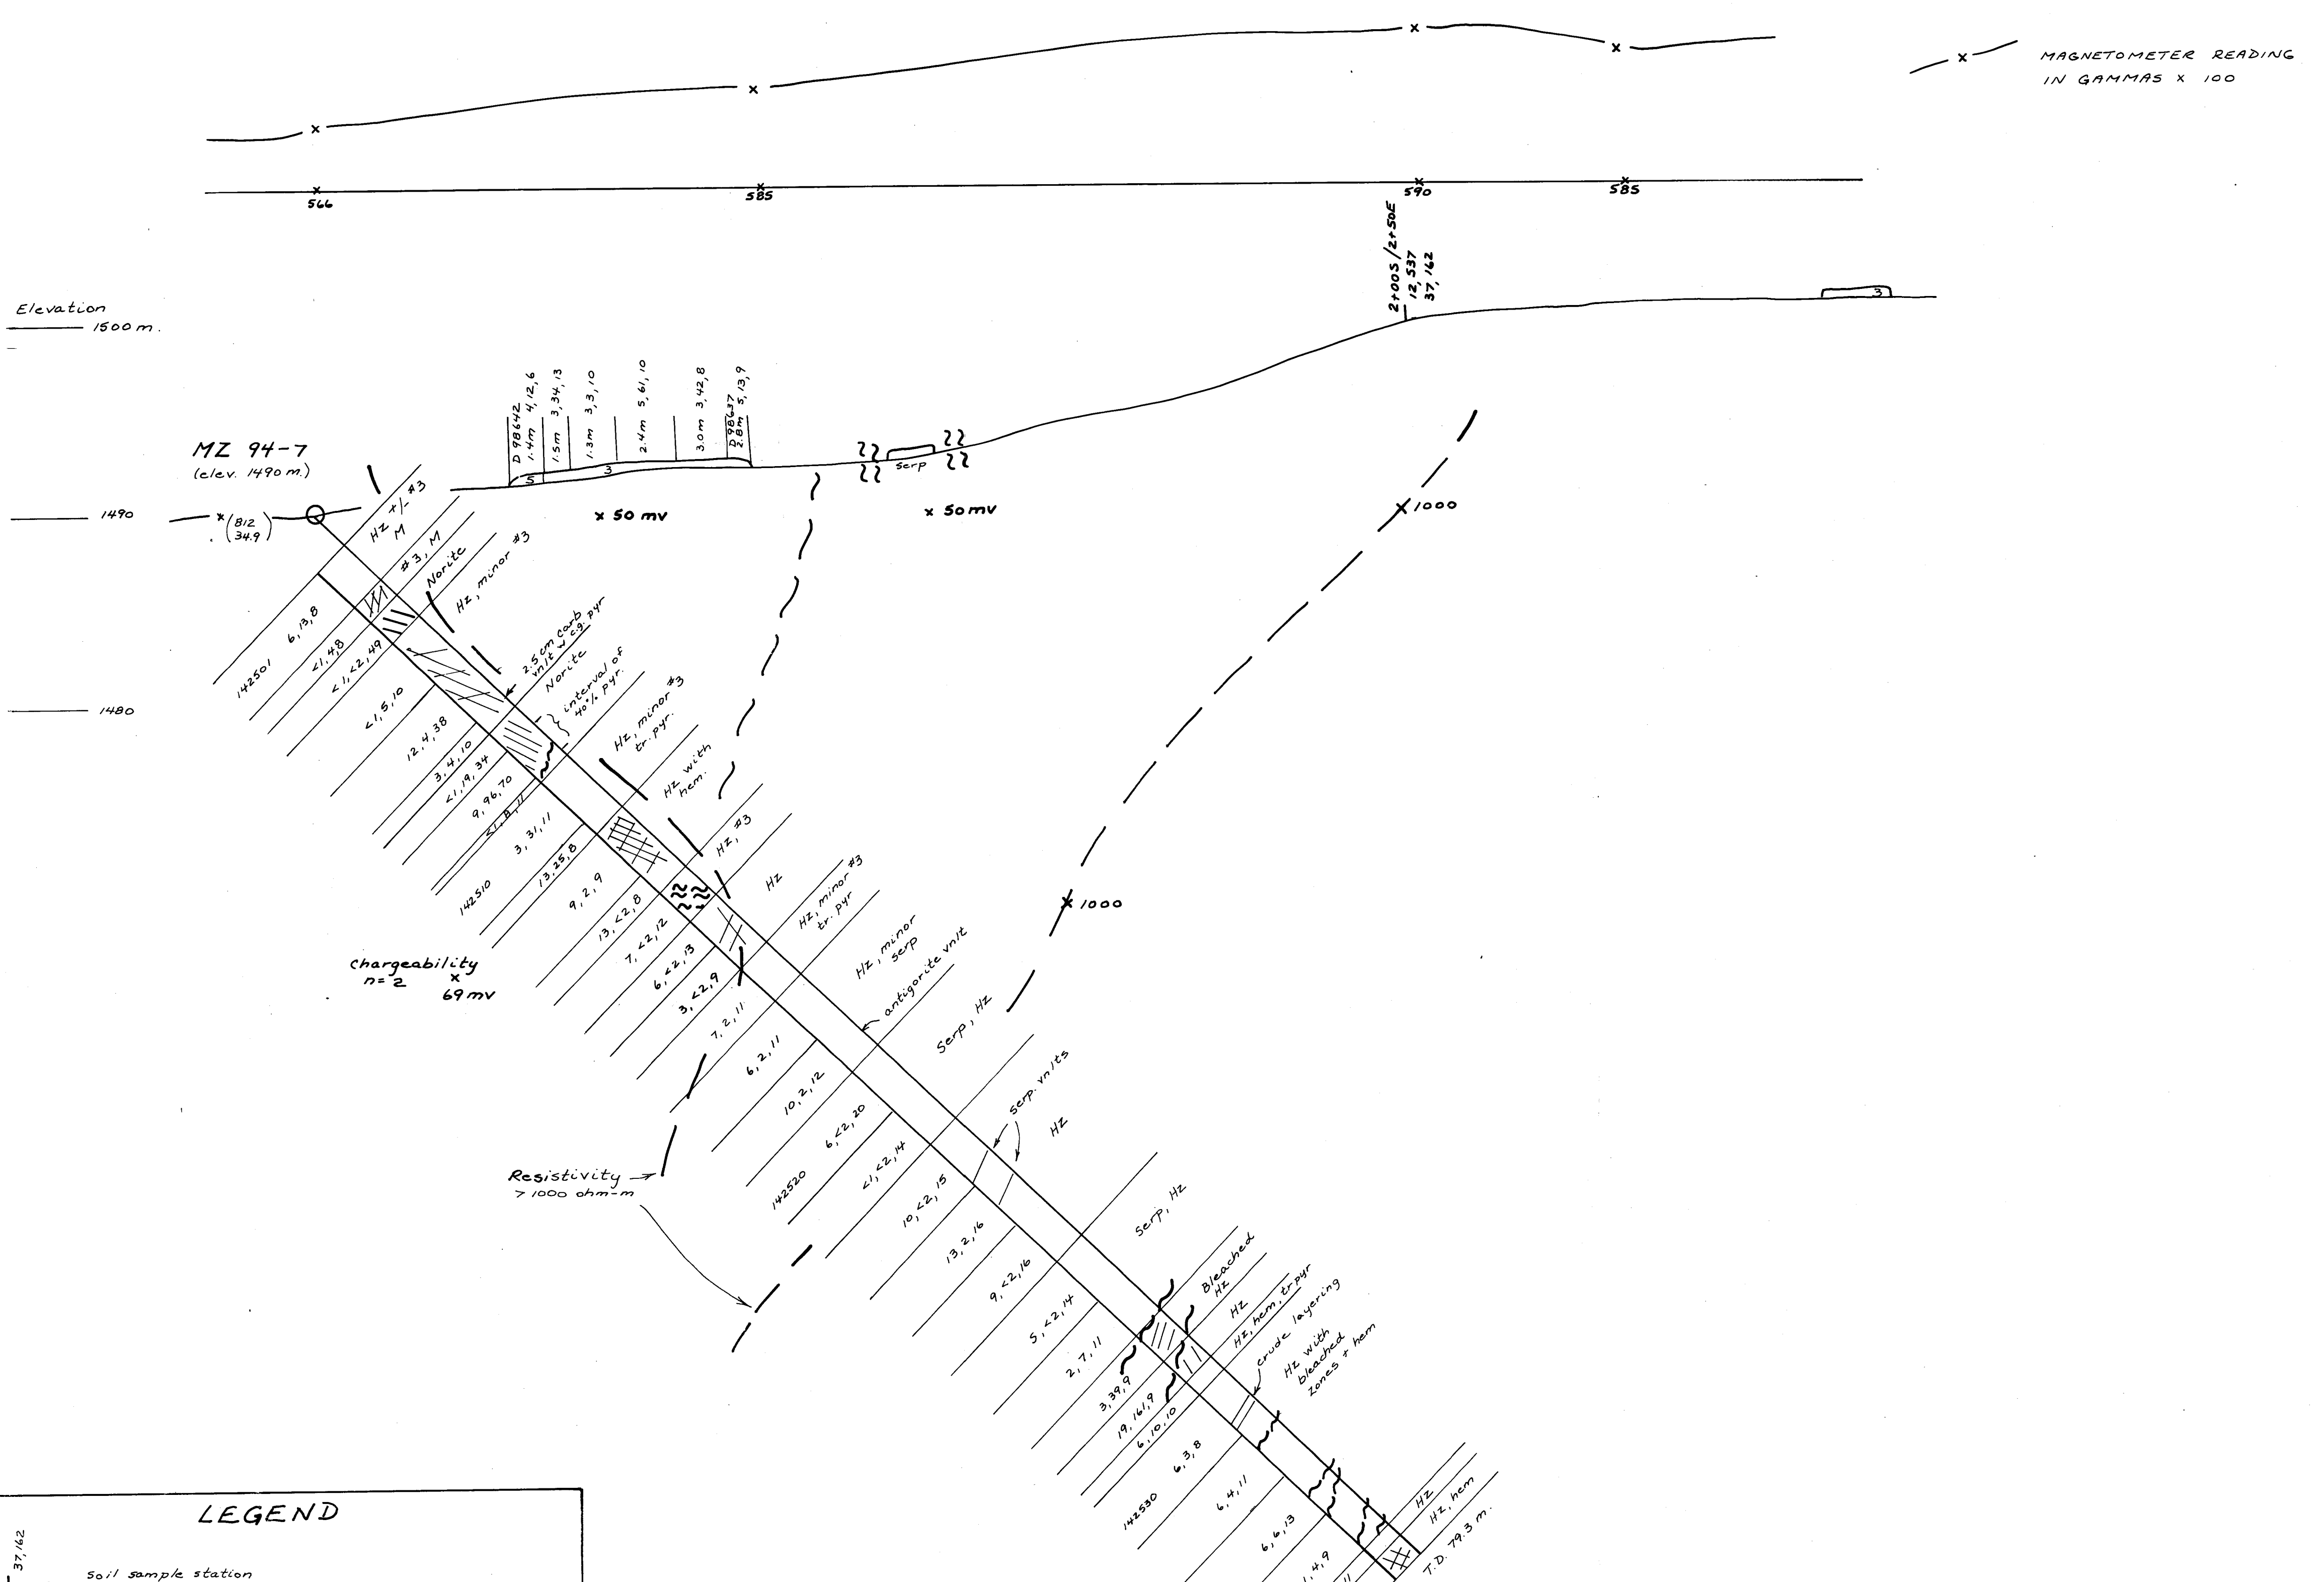 MAGNETOMETER READING
IN GAMMAS x 100
566
585
590
585
2+00S/2+50E
12, 537
37, 162
Elevation
1500 m.
3
D 98642
1.4m 4,12,6
1.5m 3,34,13
1.3m 3,3,10
2.4m 5,61,10
3.0m 3,42,8
D 98637
2.8m 5,13,9
MZ 94-7
(elev. 1490 m.)
5
3
serp
1490
x (812
34.9)
x 50 mv
x 50 mv
x 1000
Hz +/- #3
M
#3, M
Norite
Hz, minor #3
2.5 cm carb
vnlt w c.g. pyr
Norite
interval of
40% pyr.
Hz, minor #3
tr. pyr.
Hz with
hem.
Hz, #3
Hz
Hz, minor #3
tr. pyr
Hz, minor
serp
antigorite vnlt
Serp, Hz
serp. vnlts
Hz
Serp, Hz
Bleached
Hz
Hz
Hz, hem, tr pyr
crude layering
Hz with
bleached
zones + hem
Hz
Hz, hem
T.D. 79.3 m.
1480
x 1000
142501 6,13,8
<1,4,8
<1,<2,49
<1,5,10
12,4,38
3,4,10
<1,19,34
9,96,70
<1,8,11
3,31,11
142510 13,25,8
9,2,9
13,<2,8
7,<2,12
6,<2,13
3,<2,9
7,2,11
6,2,11
10,2,12
142520 6,<2,20
<1,<2,14
10,<2,15
13,2,16
9,<2,16
5,<2,14
2,7,11
3,39,9
19,161,9
6,10,10
142530 6,3,8
6,4,11
6,6,13
,4,9
Chargeability
n= 2 x
69 mv
Resistivity
> 1000 ohm-m
LEGEND
37,162
Soil sample station